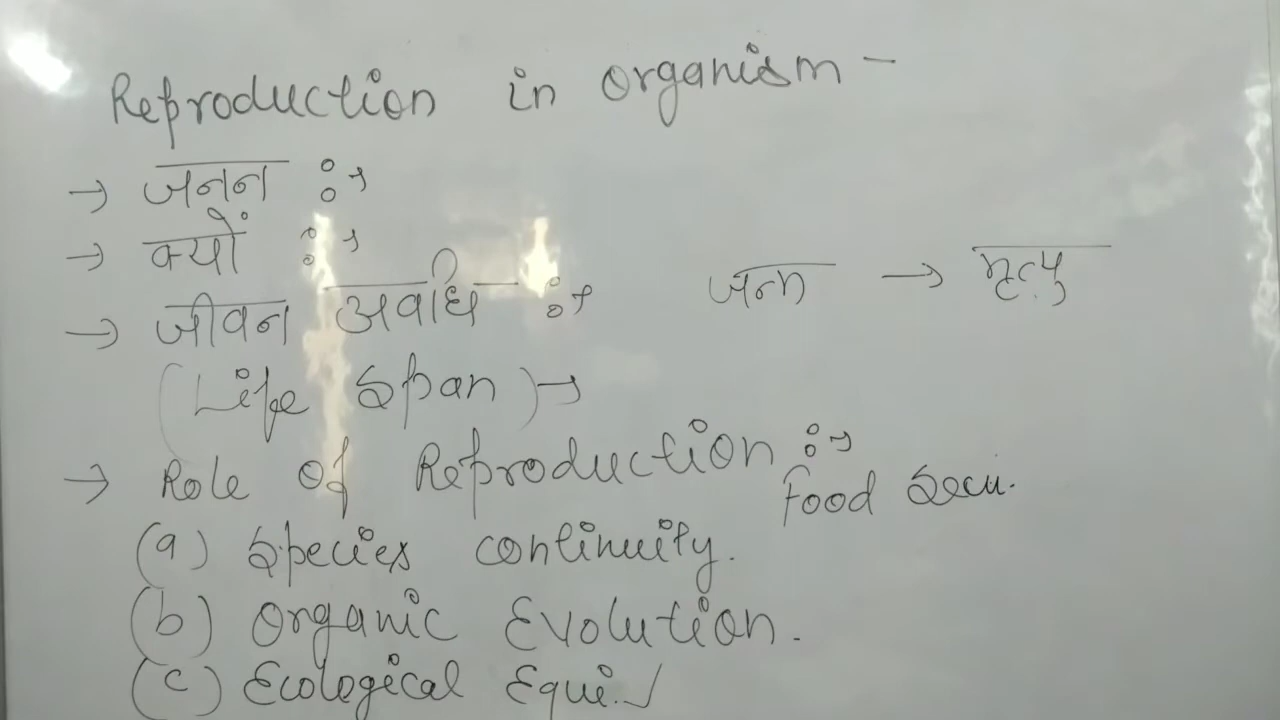 Reproduction in organism -
→ जनन :→
→ क्यों :→
→ जीवन अवधि :→ जन्म → मृत्यु
(Life Span) →
→ Role of Reproduction :→
Food Secu.
(a) Species continuity.
(b) Organic Evolution.
(c) Ecological Equi.